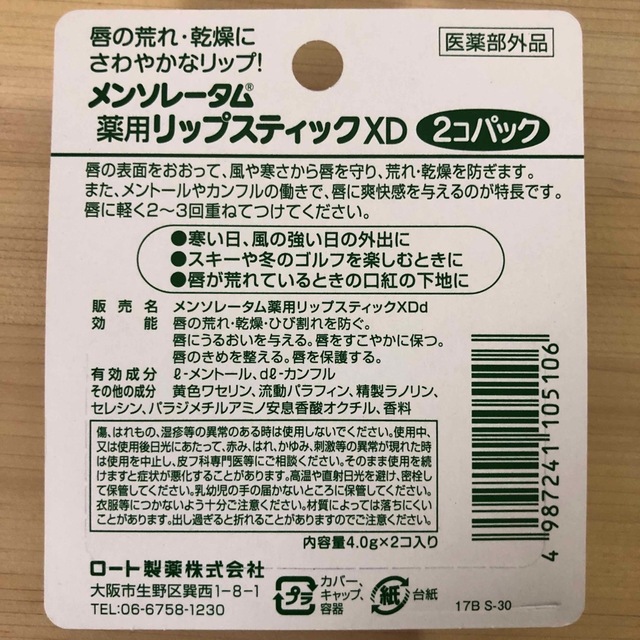 唇の荒れ・乾燥に
さわやかなリップ!
医薬部外品
メンソレータム®
薬用リップスティックXD 2コパック
唇の表面をおおって、風や寒さから唇を守り、荒れ・乾燥を防ぎます。
また、メントールやカンフルの働きで、唇に爽快感を与えるのが特長です。
唇に軽く2〜3回重ねてつけてください。
●寒い日、風の強い日の外出に
●スキーや冬のゴルフを楽しむときに
●唇が荒れているときの口紅の下地に
販売名 メンソレータム薬用リップスティックXDd
効能 唇の荒れ・乾燥・ひび割れを防ぐ。
唇にうるおいを与える。唇をすこやかに保つ。
唇のきめを整える。唇を保護する。
有効成分 ℓ-メントール、dℓ-カンフル
その他の成分 黄色ワセリン、流動パラフィン、精製ラノリン、
セレシン、パラジメチルアミノ安息香酸オクチル、香料
傷、はれもの、湿疹等の異常のある時は使用しないでください。使用中、
又は使用後日光にあたって、赤み、はれ、かゆみ、刺激等の異常が現れた時
は使用を中止し、皮フ科専門医等にご相談ください。そのまま使用を続
けますと症状が悪化することがあります。高温や直射日光を避け、密栓し
て保管してください。乳幼児の手の届かないところに保管してください。
衣服等につかないよう十分ご注意ください。材質によっては落ちにくい
ことがあります。出し過ぎると折れることがありますのでご注意ください。
内容量4.0g×2コ入り
4 987241 105106
ロート製薬株式会社
大阪市生野区巽西1-8-1
TEL:06-6758-1230
プラ
カバー、
キャップ、
容器
紙 台紙
17B S-30